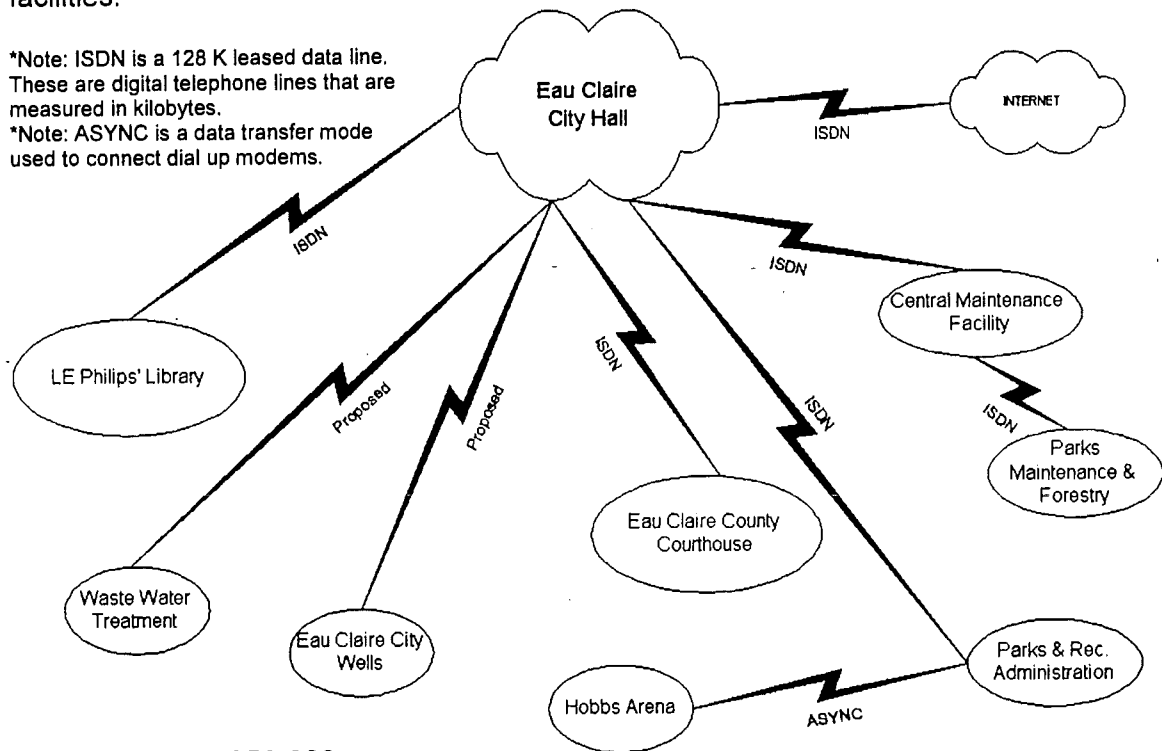 *Note: ISDN is a 128 K leased data line.
These are digital telephone lines that are
measured in kilobytes.
*Note: ASYNC is a data transfer mode
used to connect dial up modems.
Eau Claire
City Hall
INTERNET
ISDN
ISDN
ISDN
Central Maintenance
Facility
LE Philips' Library
Proposed
Proposed
ISDN
ISDN
ISDN
Parks
Maintenance &
Forestry
Eau Claire County
Courthouse
Waste Water
Treatment
Eau Claire City
Wells
Parks & Rec.
Administration
Hobbs Arena
ASYNC